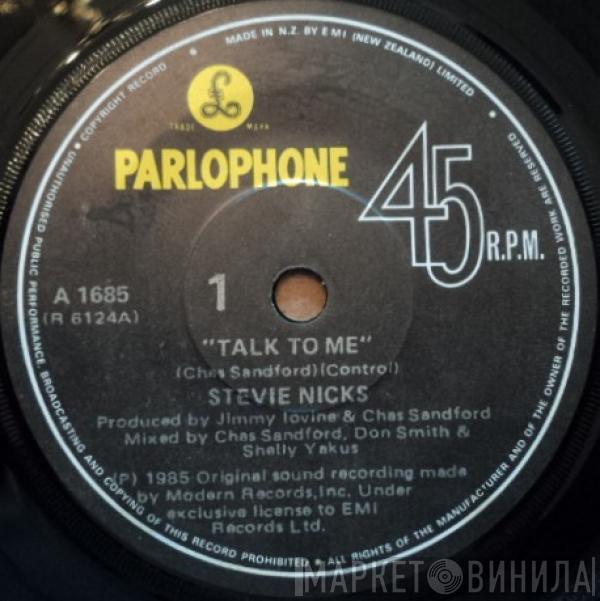 MADE IN N.Z. BY EMI (NEW ZEALAND) LIMITED
• ALL RIGHTS OF THE MANUFACTURER AND OF THE OWNER OF THE RECORDED WORK ARE RESERVED
UNAUTHORISED PUBLIC PERFORMANCE, BROADCASTING AND COPYING OF THIS RECORD PROHIBITED •
• COPYRIGHT RECORD •
£
TRADE MARK
PARLOPHONE
45 R.P.M.
A 1685
(R 6124A)
1
"TALK TO ME"
(Chas Sandford) (Control)
STEVIE NICKS
Produced by Jimmy Iovine & Chas Sandford
Mixed by Chas Sandford, Don Smith &
Shelly Yakus
(P) 1985 Original sound recording made
by Modern Records, Inc. Under
exclusive license to EMI
Records Ltd.
МАРКЕТ ВИНИЛА